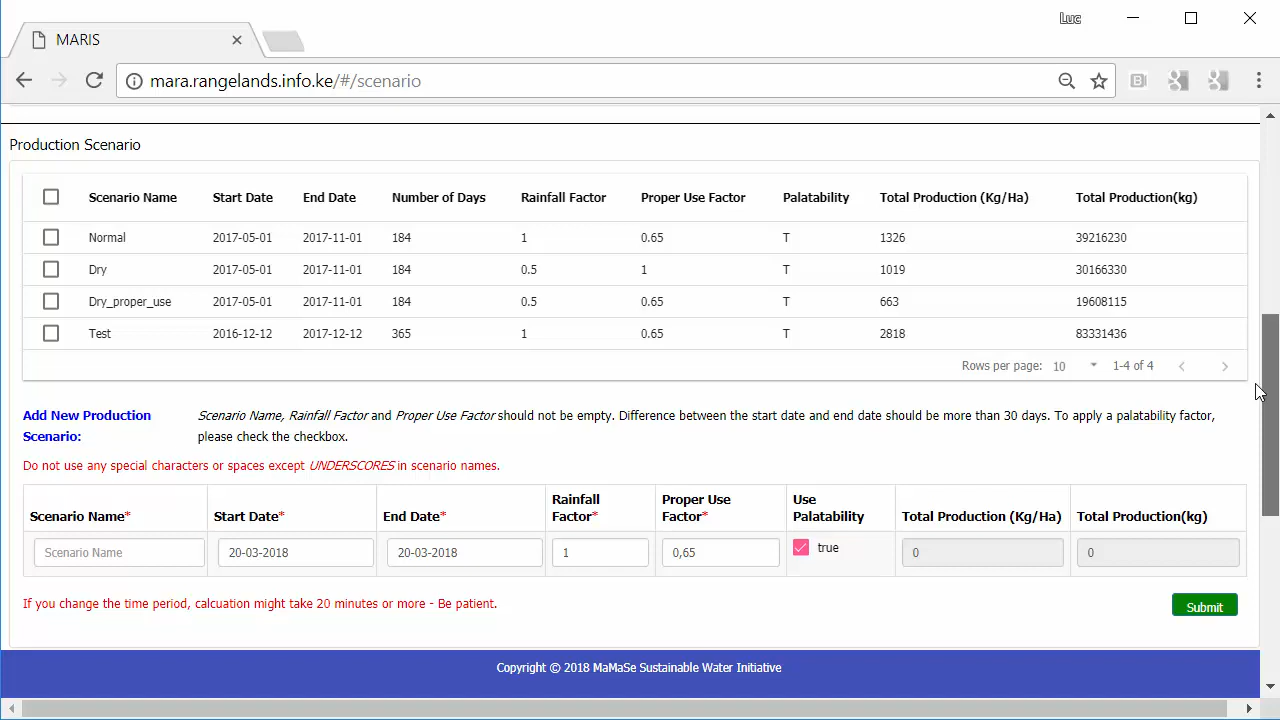 Luc
MARIS
mara.rangelands.info.ke/#/scenario
Production Scenario
Scenario Name Start Date End Date Number of Days Rainfall Factor Proper Use Factor Palatability Total Production (Kg/Ha) Total Production(kg)
Normal 2017-05-01 2017-11-01 184 1 0.65 T 1326 39216230
Dry 2017-05-01 2017-11-01 184 0.5 1 T 1019 30166330
Dry_proper_use 2017-05-01 2017-11-01 184 0.5 0.65 T 663 19608115
Test 2016-12-12 2017-12-12 365 1 0.65 T 2818 83331436
Rows per page: 10 1-4 of 4
Add New Production
Scenario:
Scenario Name, Rainfall Factor and Proper Use Factor should not be empty. Difference between the start date and end date should be more than 30 days. To apply a palatability factor,
please check the checkbox.
Do not use any special characters or spaces except UNDERSCORES in scenario names.
Scenario Name* Start Date* End Date* Rainfall Factor* Proper Use Factor* Use Palatability Total Production (Kg/Ha) Total Production(kg)
Scenario Name 20-03-2018 20-03-2018 1 0,65 true 0 0
If you change the time period, calcuation might take 20 minutes or more - Be patient.
Submit
Copyright © 2018 MaMaSe Sustainable Water Initiative